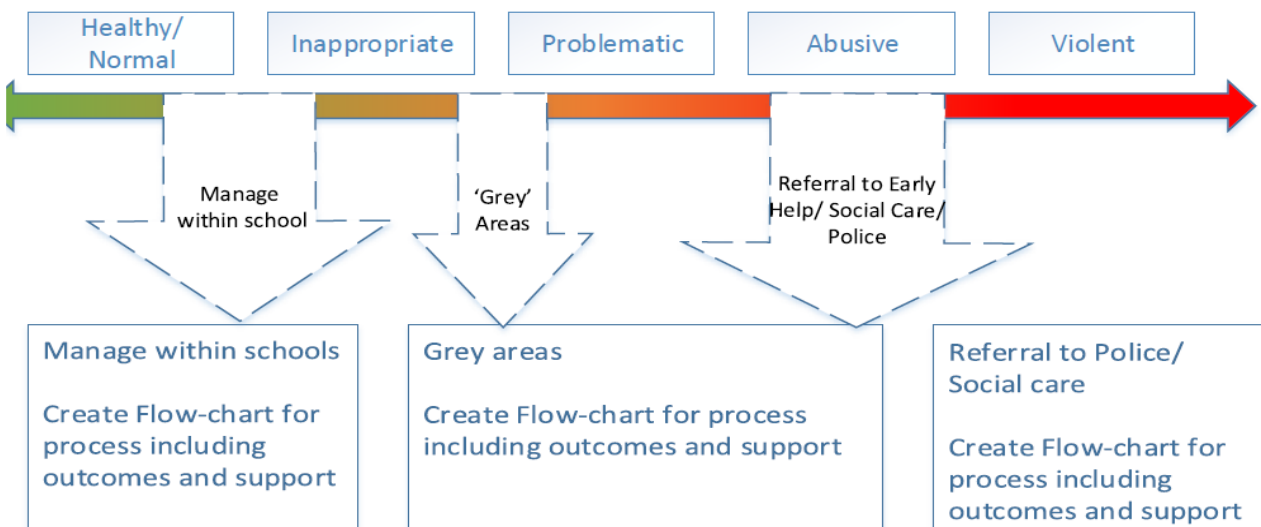 Healthy/
Normal
Inappropriate
Problematic
Abusive
Violent
Manage
within school
‘Grey’
Areas
Referral to Early
Help/ Social Care/
Police
Manage within schools
Create Flow-chart for
process including
outcomes and support
Grey areas
Create Flow-chart for process
including outcomes and support
Referral to Police/
Social care
Create Flow-chart for
process including
outcomes and support